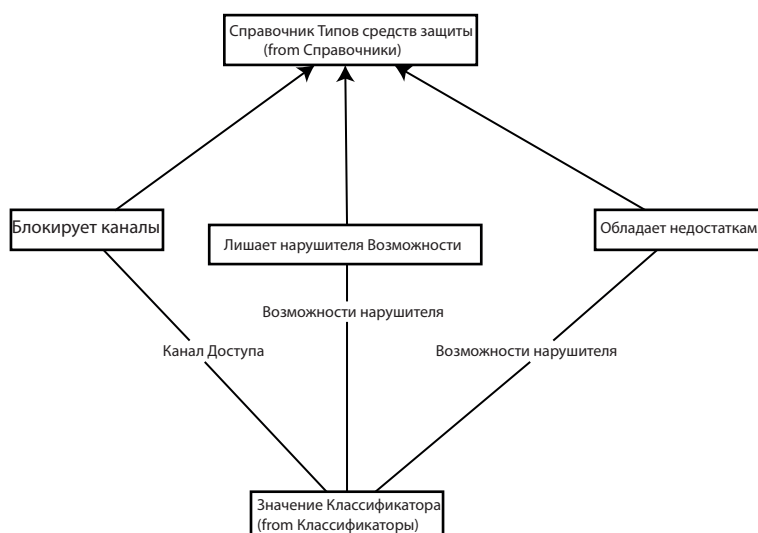 Справочник Типов средств защиты
(from Справочники)
Блокирует каналы
Лишает нарушителя Возможности
Обладает недостаткам
Возможности нарушителя
Канал Доступа
Возможности нарушителя
Значение Классификатора
(from Классификаторы)